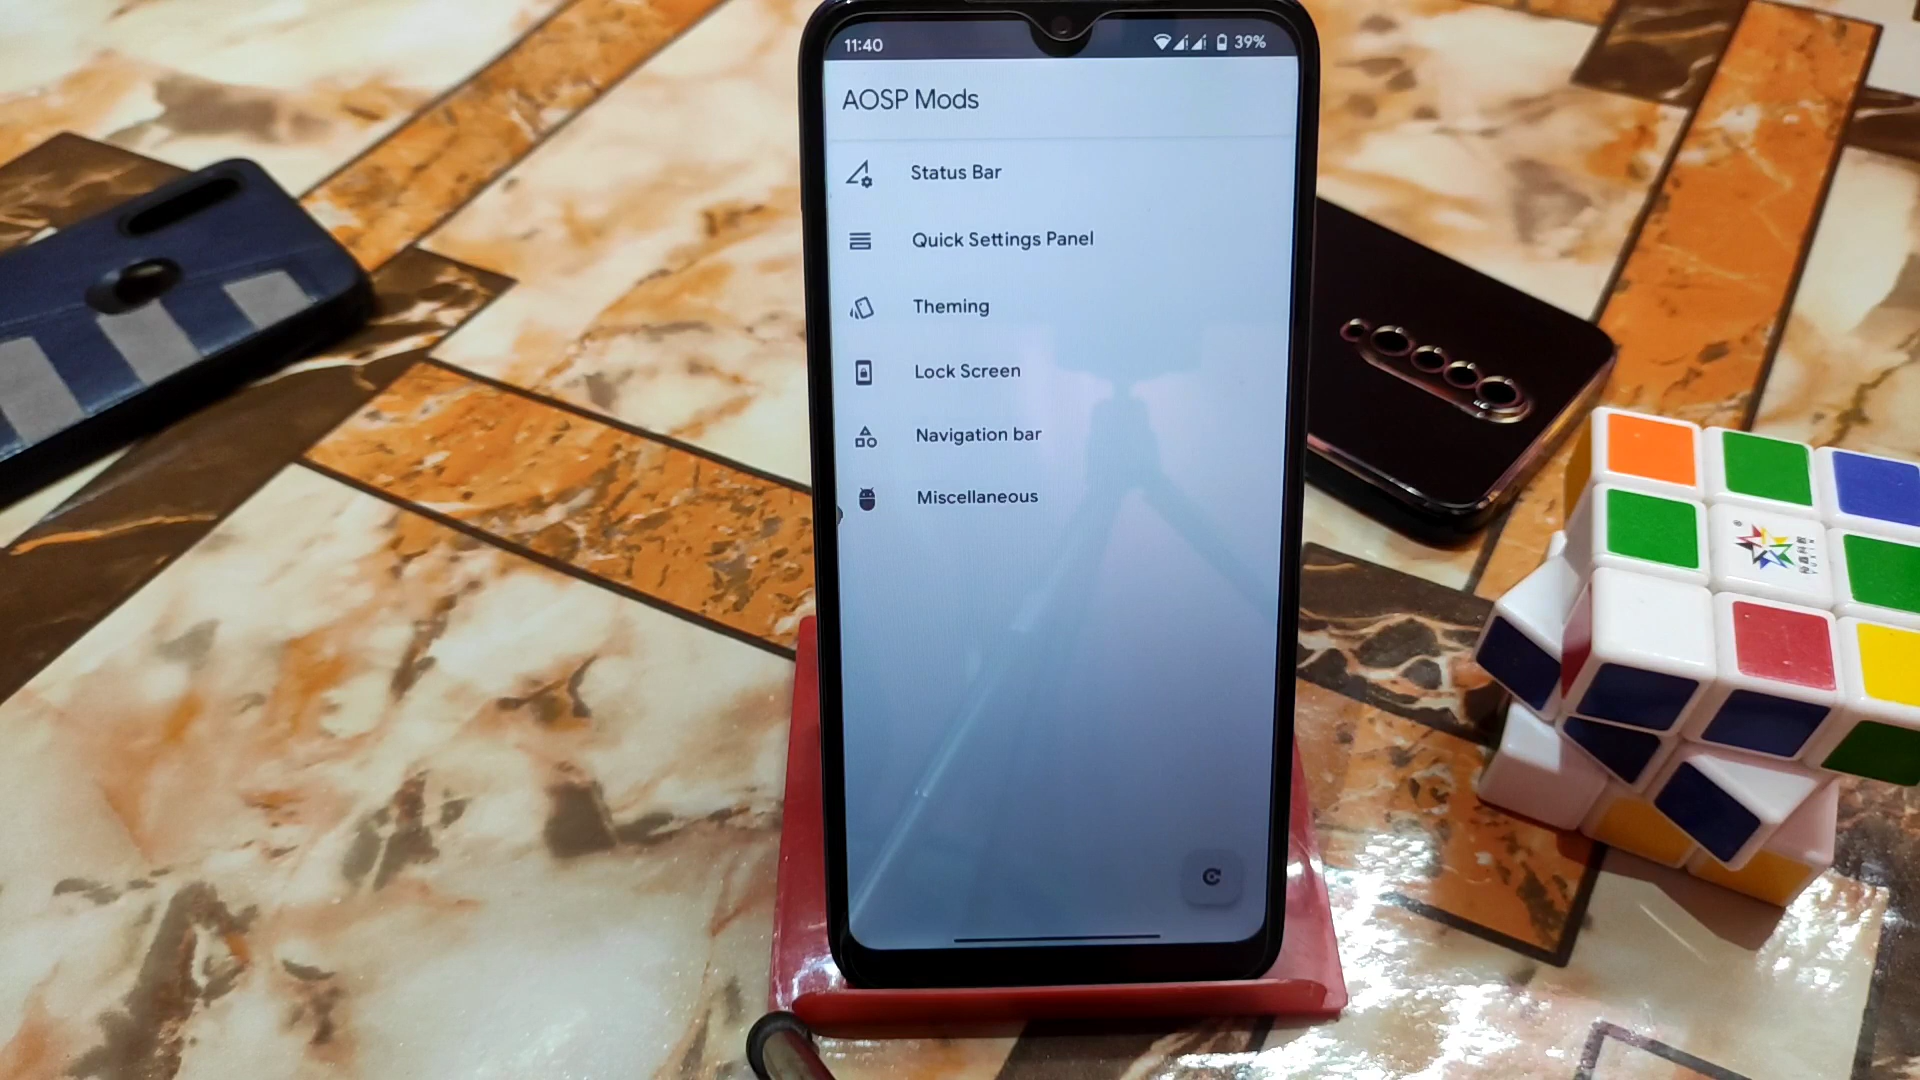 11:40
39%
AOSP Mods
Status Bar
Quick Settings Panel
Theming
Lock Screen
Navigation bar
Miscellaneous